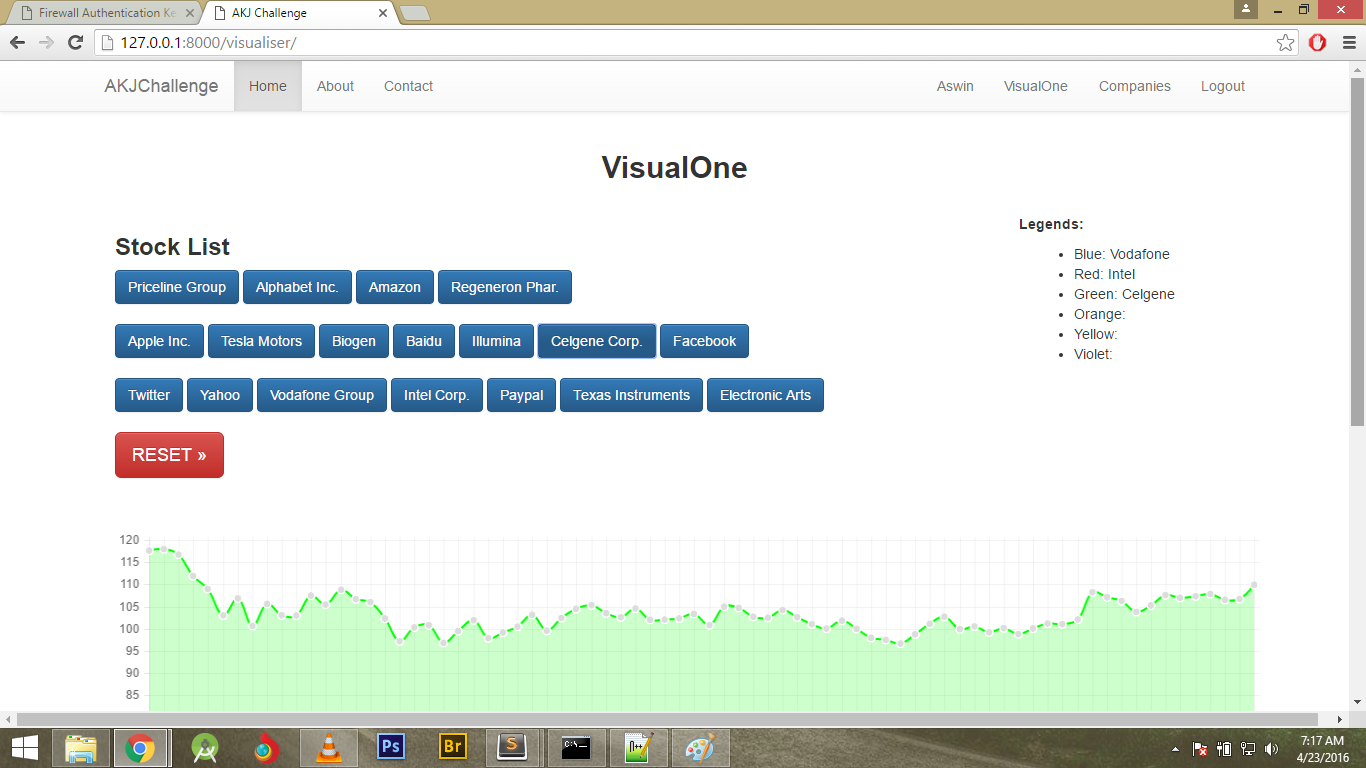 Firewall Authentication Ke
AKJ Challenge
127.0.0.1:8000/visualiser/
AKJChallenge Home About Contact Aswin VisualOne Companies Logout
VisualOne
Legends:
Blue: Vodafone
Red: Intel
Green: Celgene
Orange:
Yellow:
Violet:
Stock List
Priceline Group Alphabet Inc. Amazon Regeneron Phar.
Apple Inc. Tesla Motors Biogen Baidu Illumina Celgene Corp. Facebook
Twitter Yahoo Vodafone Group Intel Corp. Paypal Texas Instruments Electronic Arts
RESET »
120
115
110
105
100
95
90
85
Ps Br S C:\ N++
7:17 AM
4/23/2016